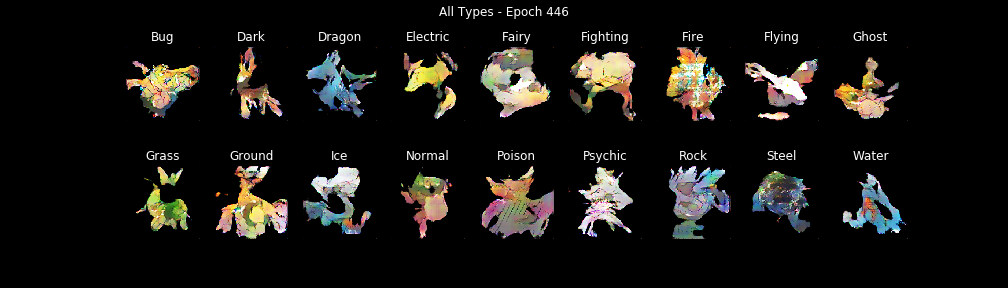 All Types - Epoch 446
Bug Dark Dragon Electric Fairy Fighting Fire Flying Ghost
Grass Ground Ice Normal Poison Psychic Rock Steel Water